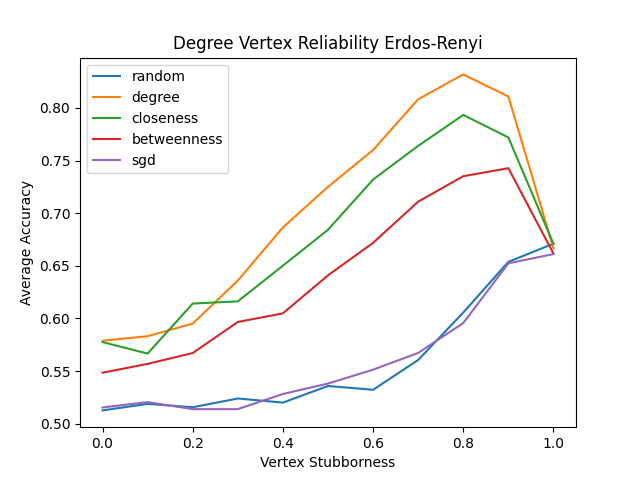 Degree Vertex Reliability Erdos-Renyi
random
degree
closeness
betweenness
sgd
Average Accuracy
0.80
0.75
0.70
0.65
0.60
0.55
0.50
0.0 0.2 0.4 0.6 0.8 1.0
Vertex Stubborness